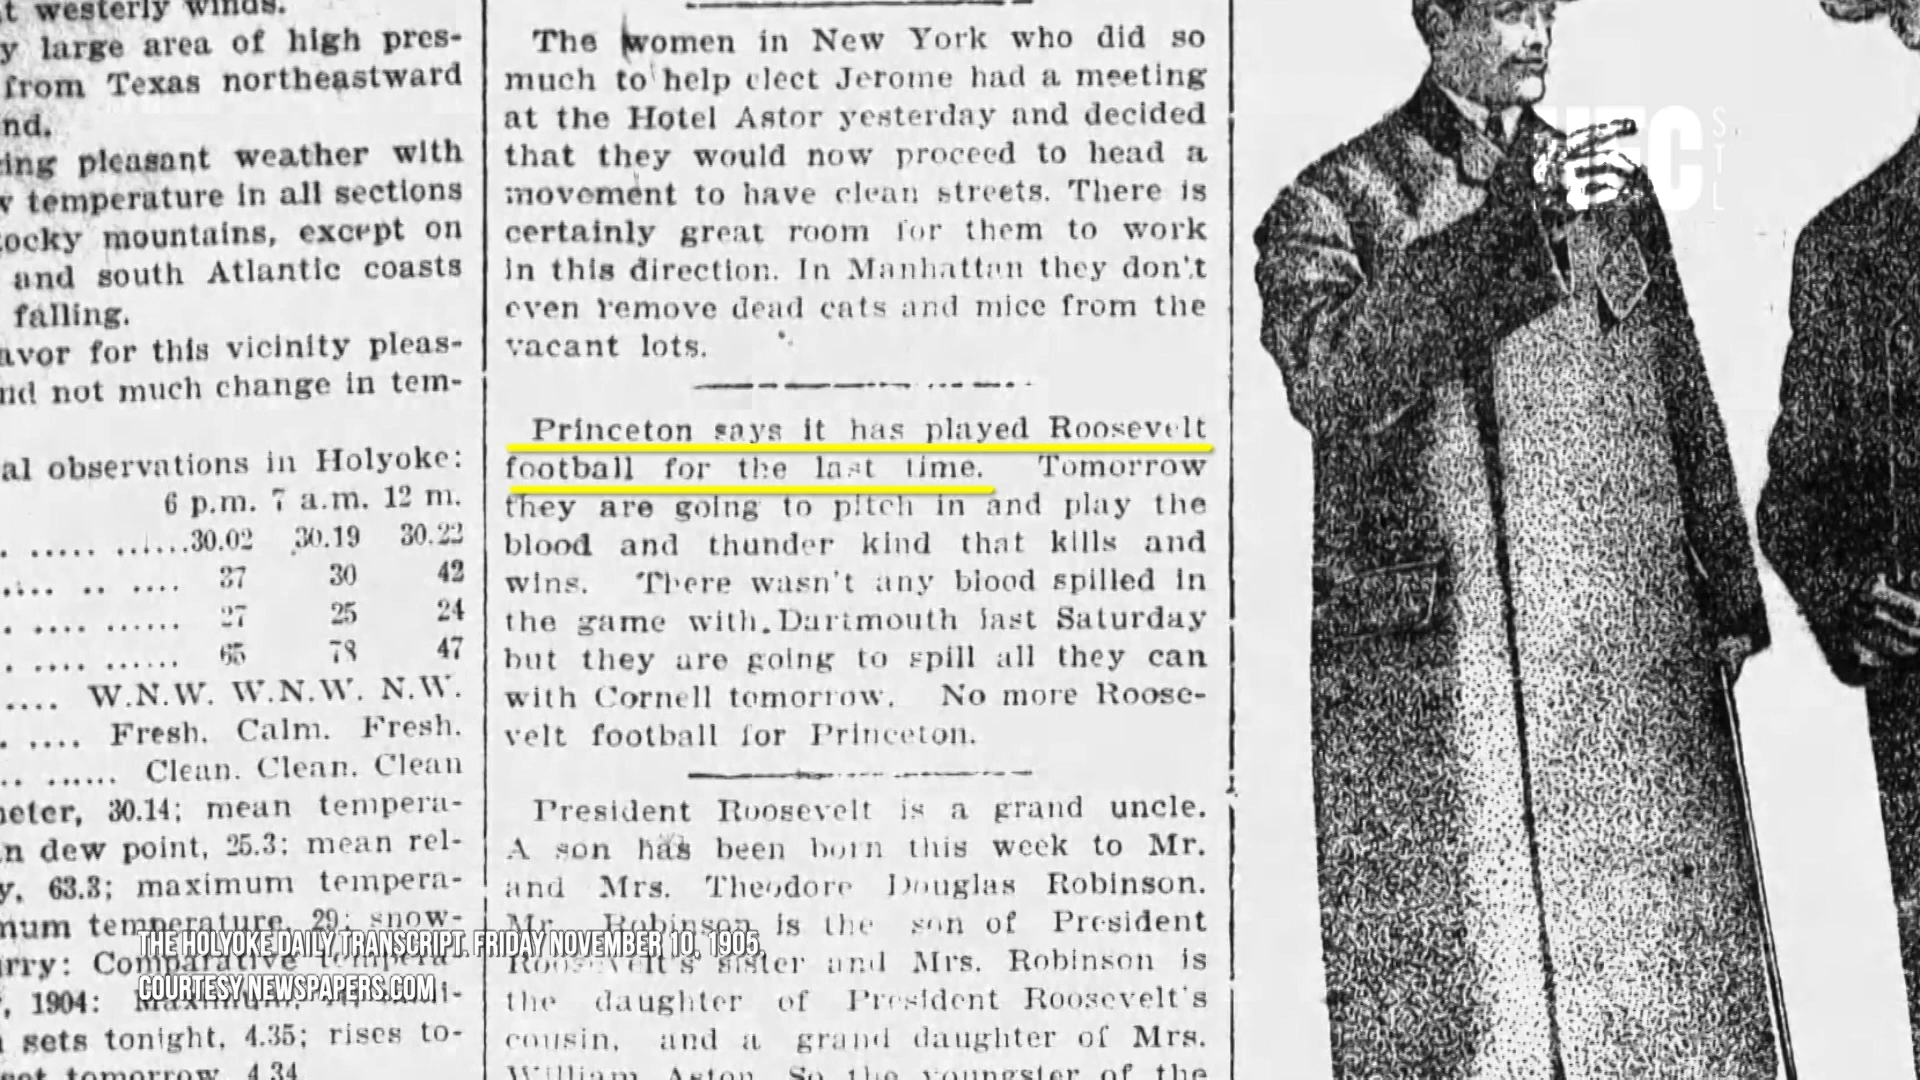 t westerly winds.
y large area of high pres-
from Texas northeastward
nd.
ing pleasant weather with
w temperature in all sections
ocky mountains, except on
and south Atlantic coasts
falling.
avor for this vicinity pleas-
nd not much change in tem-
al observations in Holyoke:
6 p.m. 7 a.m. 12 m.
. ..... ......30.02 30.19 30.22
.... .. .... 37 30 42
. .... ...... 27 25 24
. .... ...... 65 78 47
.... W.N.W. W.N.W. N.W.
. .... Fresh. Calm. Fresh.
.. ...... Clean. Clean. Clean
neter, 30.14; mean tempera-
n dew point, 25.3; mean rel-
y, 63.3; maximum tempera-
mum temperature, 29; snow-
rry; Comparative tempera-
, 1904: Maximum,
sets tonight, 4.35; rises to-
set tomorrow, 4.34
The women in New York who did so
much to help elect Jerome had a meeting
at the Hotel Astor yesterday and decided
that they would now proceed to head a
movement to have clean streets. There is
certainly great room for them to work
in this direction. In Manhattan they don't
even remove dead cats and mice from the
vacant lots.
Princeton says it has played Roosevelt
football for the last time. Tomorrow
they are going to pitch in and play the
blood and thunder kind that kills and
wins. There wasn't any blood spilled in
the game with Dartmouth last Saturday
but they are going to spill all they can
with Cornell tomorrow. No more Roose-
velt football for Princeton.
President Roosevelt is a grand uncle.
A son has been born this week to Mr.
and Mrs. Theodore Douglas Robinson.
Mr. Robinson is the son of President
Roosevelt's sister and Mrs. Robinson is
the daughter of President Roosevelt's
cousin, and a grand daughter of Mrs.
William Astor. So the youngster of the
STL
THE HOLYOKE DAILY TRANSCRIPT. FRIDAY NOVEMBER 10, 1905,
COURTESY NEWSPAPERS.COM